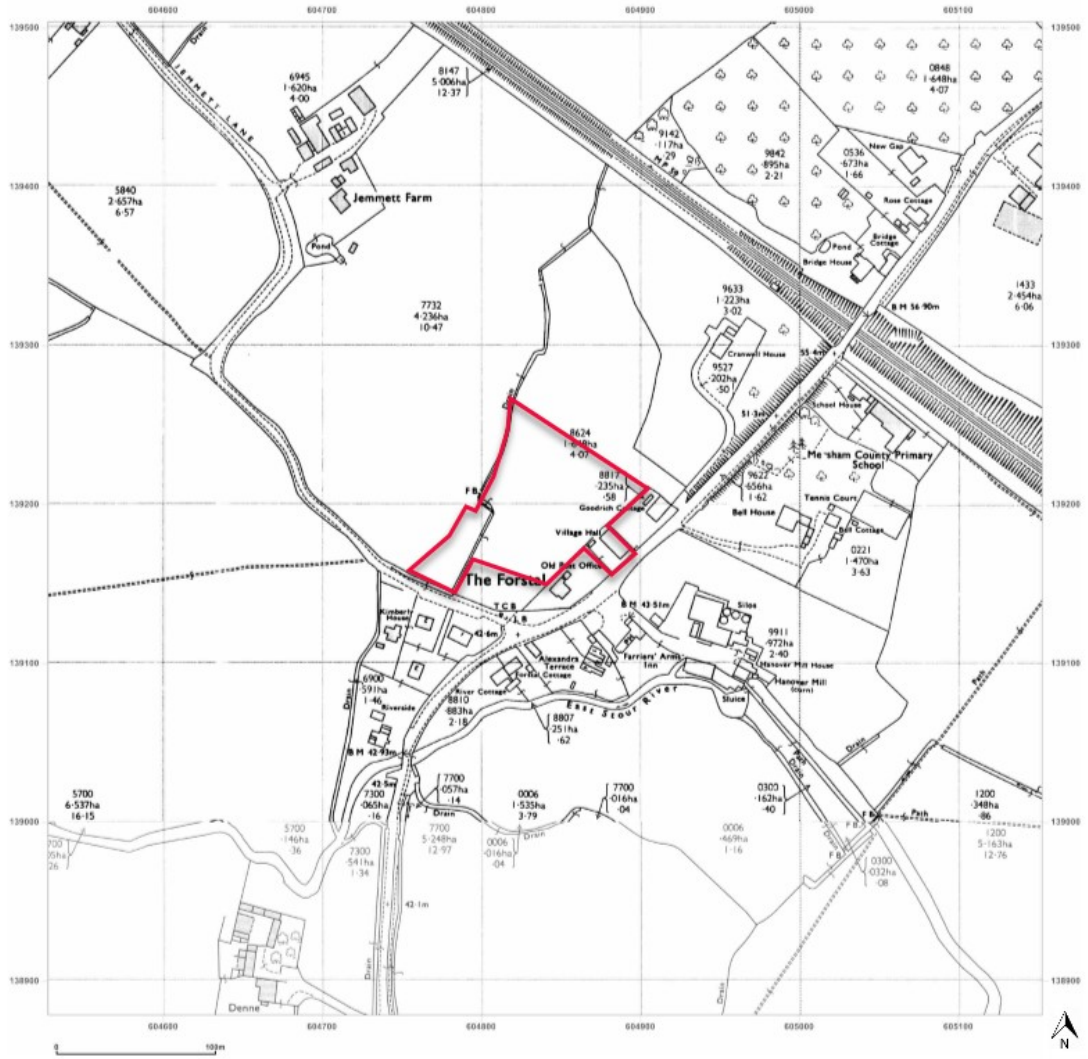 604600 604700 604800 604900 605000 605100
139500 139500
Drain
JEMMETT LANE
6945
1·620ha
4·00
8147
5·006ha
12·37
0848
1·648ha
4·07
9142
·117ha
·29
M P 59
9842
·895ha
2·21
0536
·673ha
1·66
New Gap
Rose Cottage
139400 139400
5840
2·657ha
6·57
Jemmett Farm
Pond
Bridge
Cottage
Pond
Bridge House
1433
2·454ha
6·06
7732
4·236ha
10·47
9633
1·223ha
3·02
B M 56·90m
139300 139300
Cranwell House
55·4m
9527
·202ha
·50
51·3m
School House
8624
4·07
Mersham County Primary
School
8817
·235ha
·58
9622
·656ha
1·62
Tennis Court
F B
139200 139200
Goodrich Cottage
Bell House
Bell Cottage
Village Hall
0221
1·470ha
3·63
Old Post Office
The Forstal
T C B
L B
B M 43·51m
Silos
Kimberly
House
42·6m
9911
·972ha
2·40
139100 139100
Alexandra
Terrace
Farriers' Arms
Inn
Hanover Mill House
Forstal Cottage
Hanover Mill
(corn)
6900
·591ha
1·46
River Cottage
Drain
8810
·883ha
2·18
East Stour River
Sluice
Path
Riverside
8807
·251ha
·62
B M 42·93m
Path
Drain
Drain
42·5m
5700
6·537ha
16·15
7300
·065ha
·16
7700
·057ha
·14
Drain
0006
1·535ha
3·79
7700
·016ha
·04
0303
·162ha
·40
1200
·348ha
·86
139000 139000
F B
Path
5700
·146ha
·36
7300
·541ha
1·34
7700
5·248ha
12·97
0006
·016ha
·04
Drain
0006
·469ha
1·16
F B
0300
·032ha
·08
1200
5·163ha
12·76
42·1m
Drain
Drain
138900 138900
Denne
604600 604700 604800 604900 605000 605100
0 100m
N